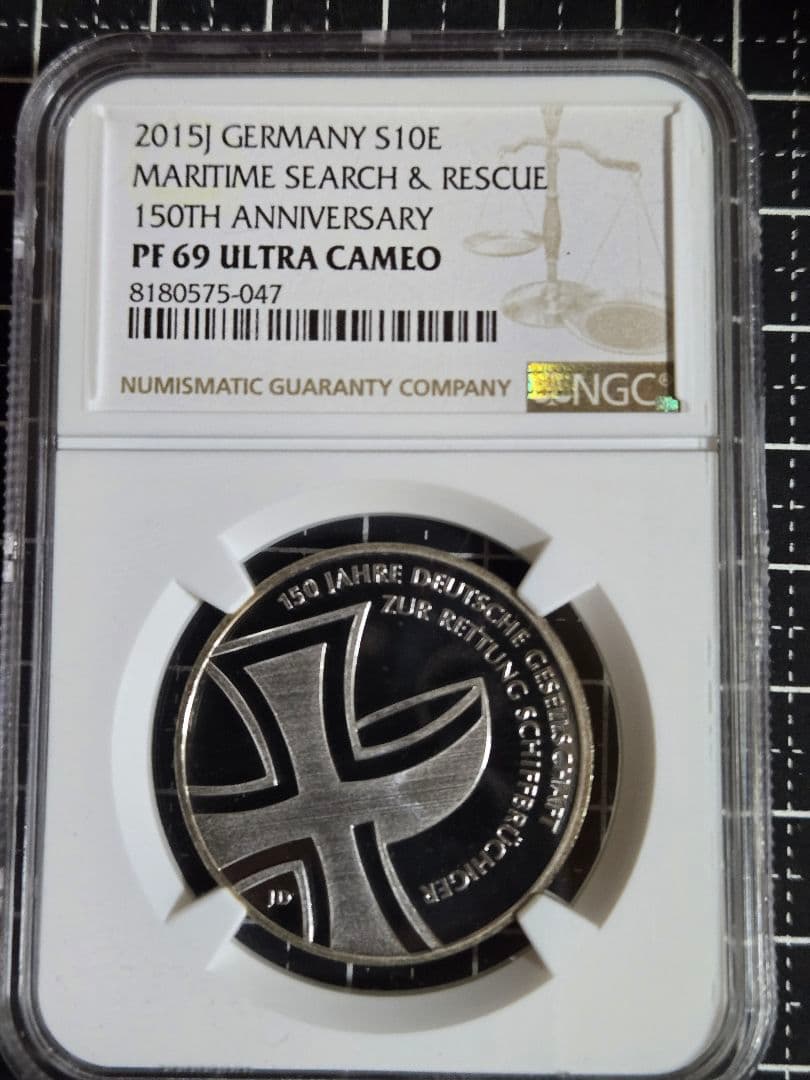 2015J GERMANY S10E
MARITIME SEARCH & RESCUE
150TH ANNIVERSARY
PF 69 ULTRA CAMEO
8180575-047
NUMISMATIC GUARANTY COMPANY
NGC
150 JAHRE DEUTSCHE GESELLSCHAFT
ZUR RETTUNG SCHIFFBRÜCHIGER
JD